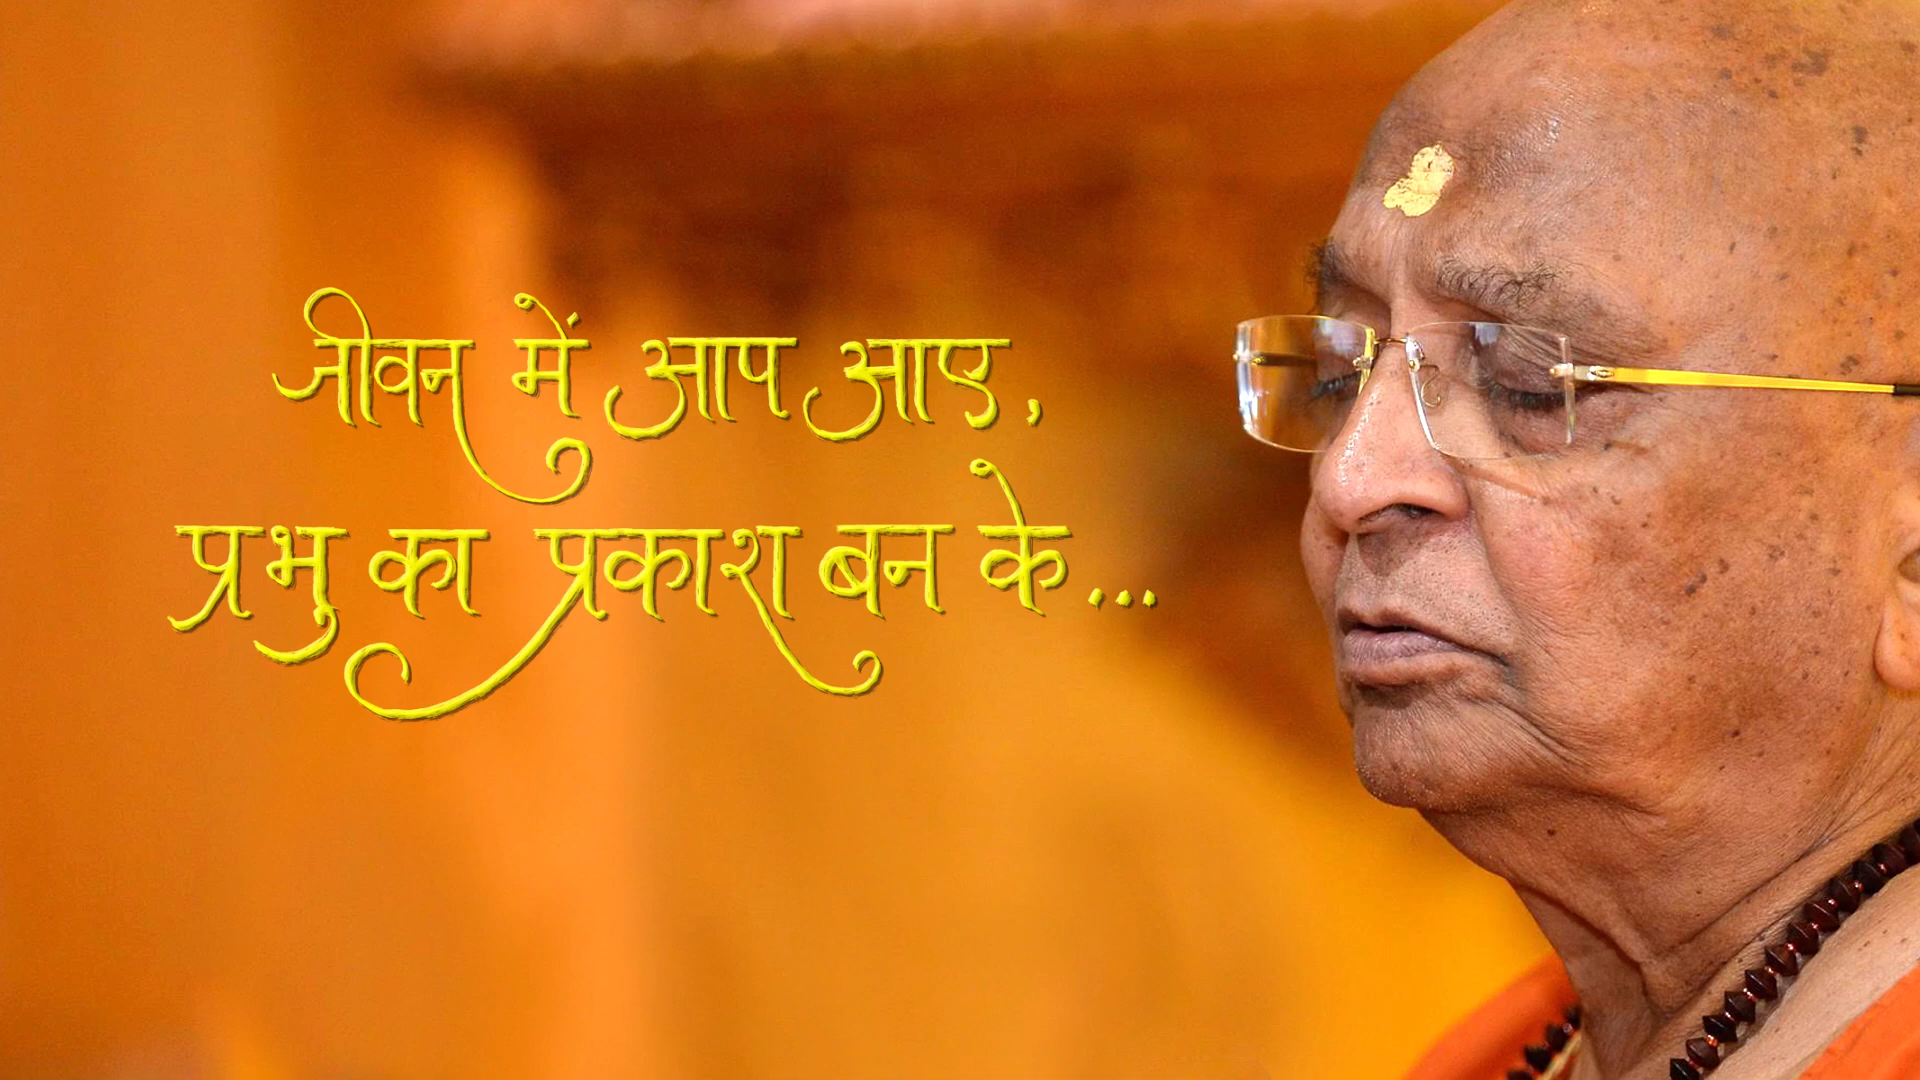 जीवन में आप आए,
प्रभु का प्रकाश बन के...